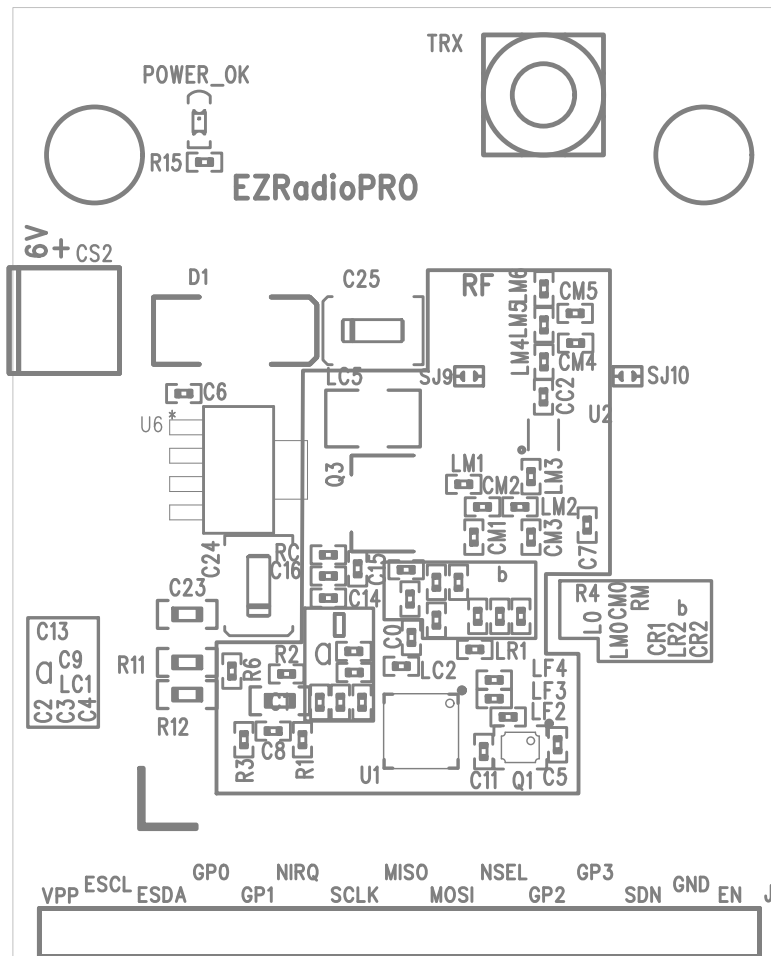 TRX
POWER_OK
R15
EZRadioPRO
6V
+
CS2
D1
C25
RF
LM6
CM5
LM5
LM4
CM4
LC5
SJ9
SJ10
C6
CC2
U2
U6
*
Q3
LM1
LM3
CM2
LM2
CM1
CM3
C7
C24
RC
C16
C15
b
C23
C14
R4
LO
LMO
CMO
RM
b
CR1
LR2
CR2
C13
a
C9
LC1
C2
C3
C4
R11
R6
R2
a
LR1
LC2
LF4
LF3
LF2
R12
C8
R3
R1
U1
C11
Q1
C5
GP0
NIRQ
MISO
NSEL
GP3
VPP
ESCL
ESDA
GP1
SCLK
MOSI
GP2
SDN
GND
EN
J